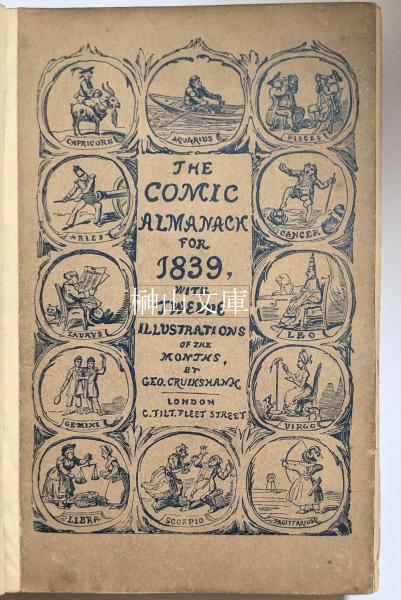 CAPRICORN
AQUARIUS
PISCES
ARIES
CANCER
TAURUS
LEO
GEMINI
VIRGO
LIBRA
SCORPIO
SAGITTARIUS
THE
COMIC
ALMANACK
FOR
1839,
WITH
TWELVE
ILLUSTRATIONS
OF THE
MONTHS,
BY
GEO. CRUIKSHANK.
LONDON
C. TILT, FLEET STREET.
榊山文庫